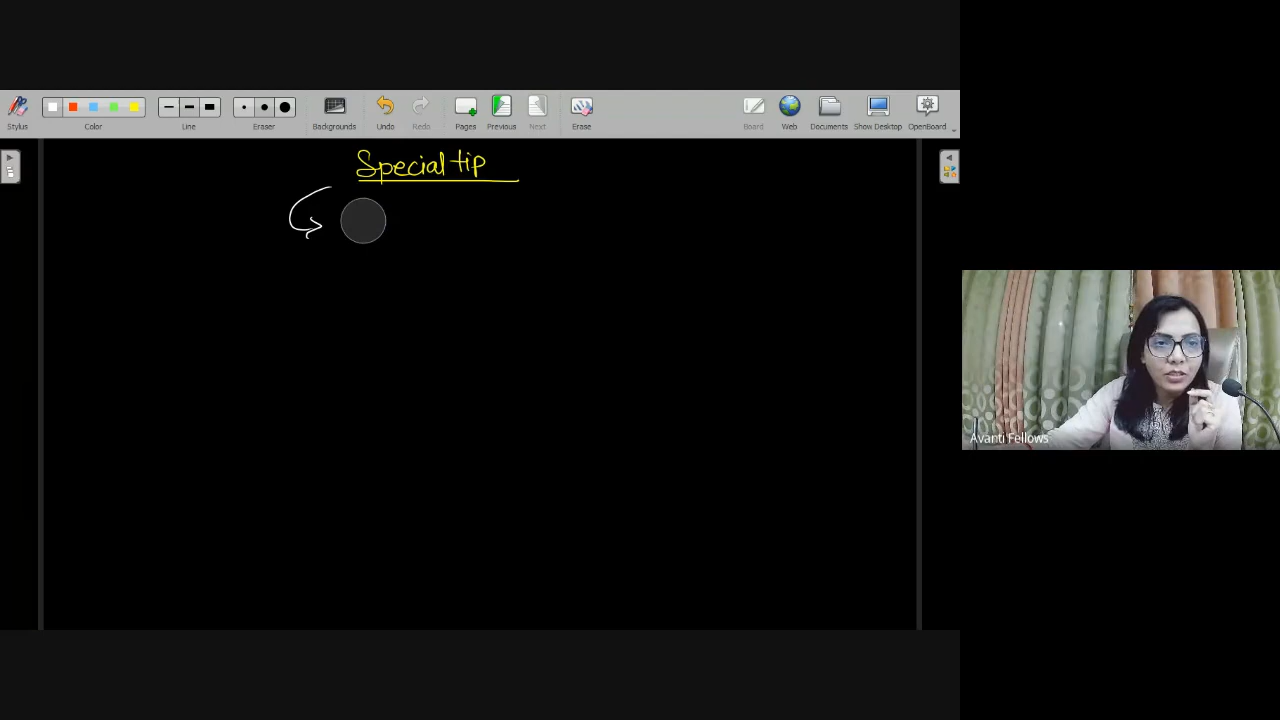 Stylus
Color
Line
Eraser
Backgrounds
Undo
Redo
Pages
Previous
Next
Erase
Board
Web
Documents
Show Desktop
OpenBoard
Special tip
Avanti Fellows